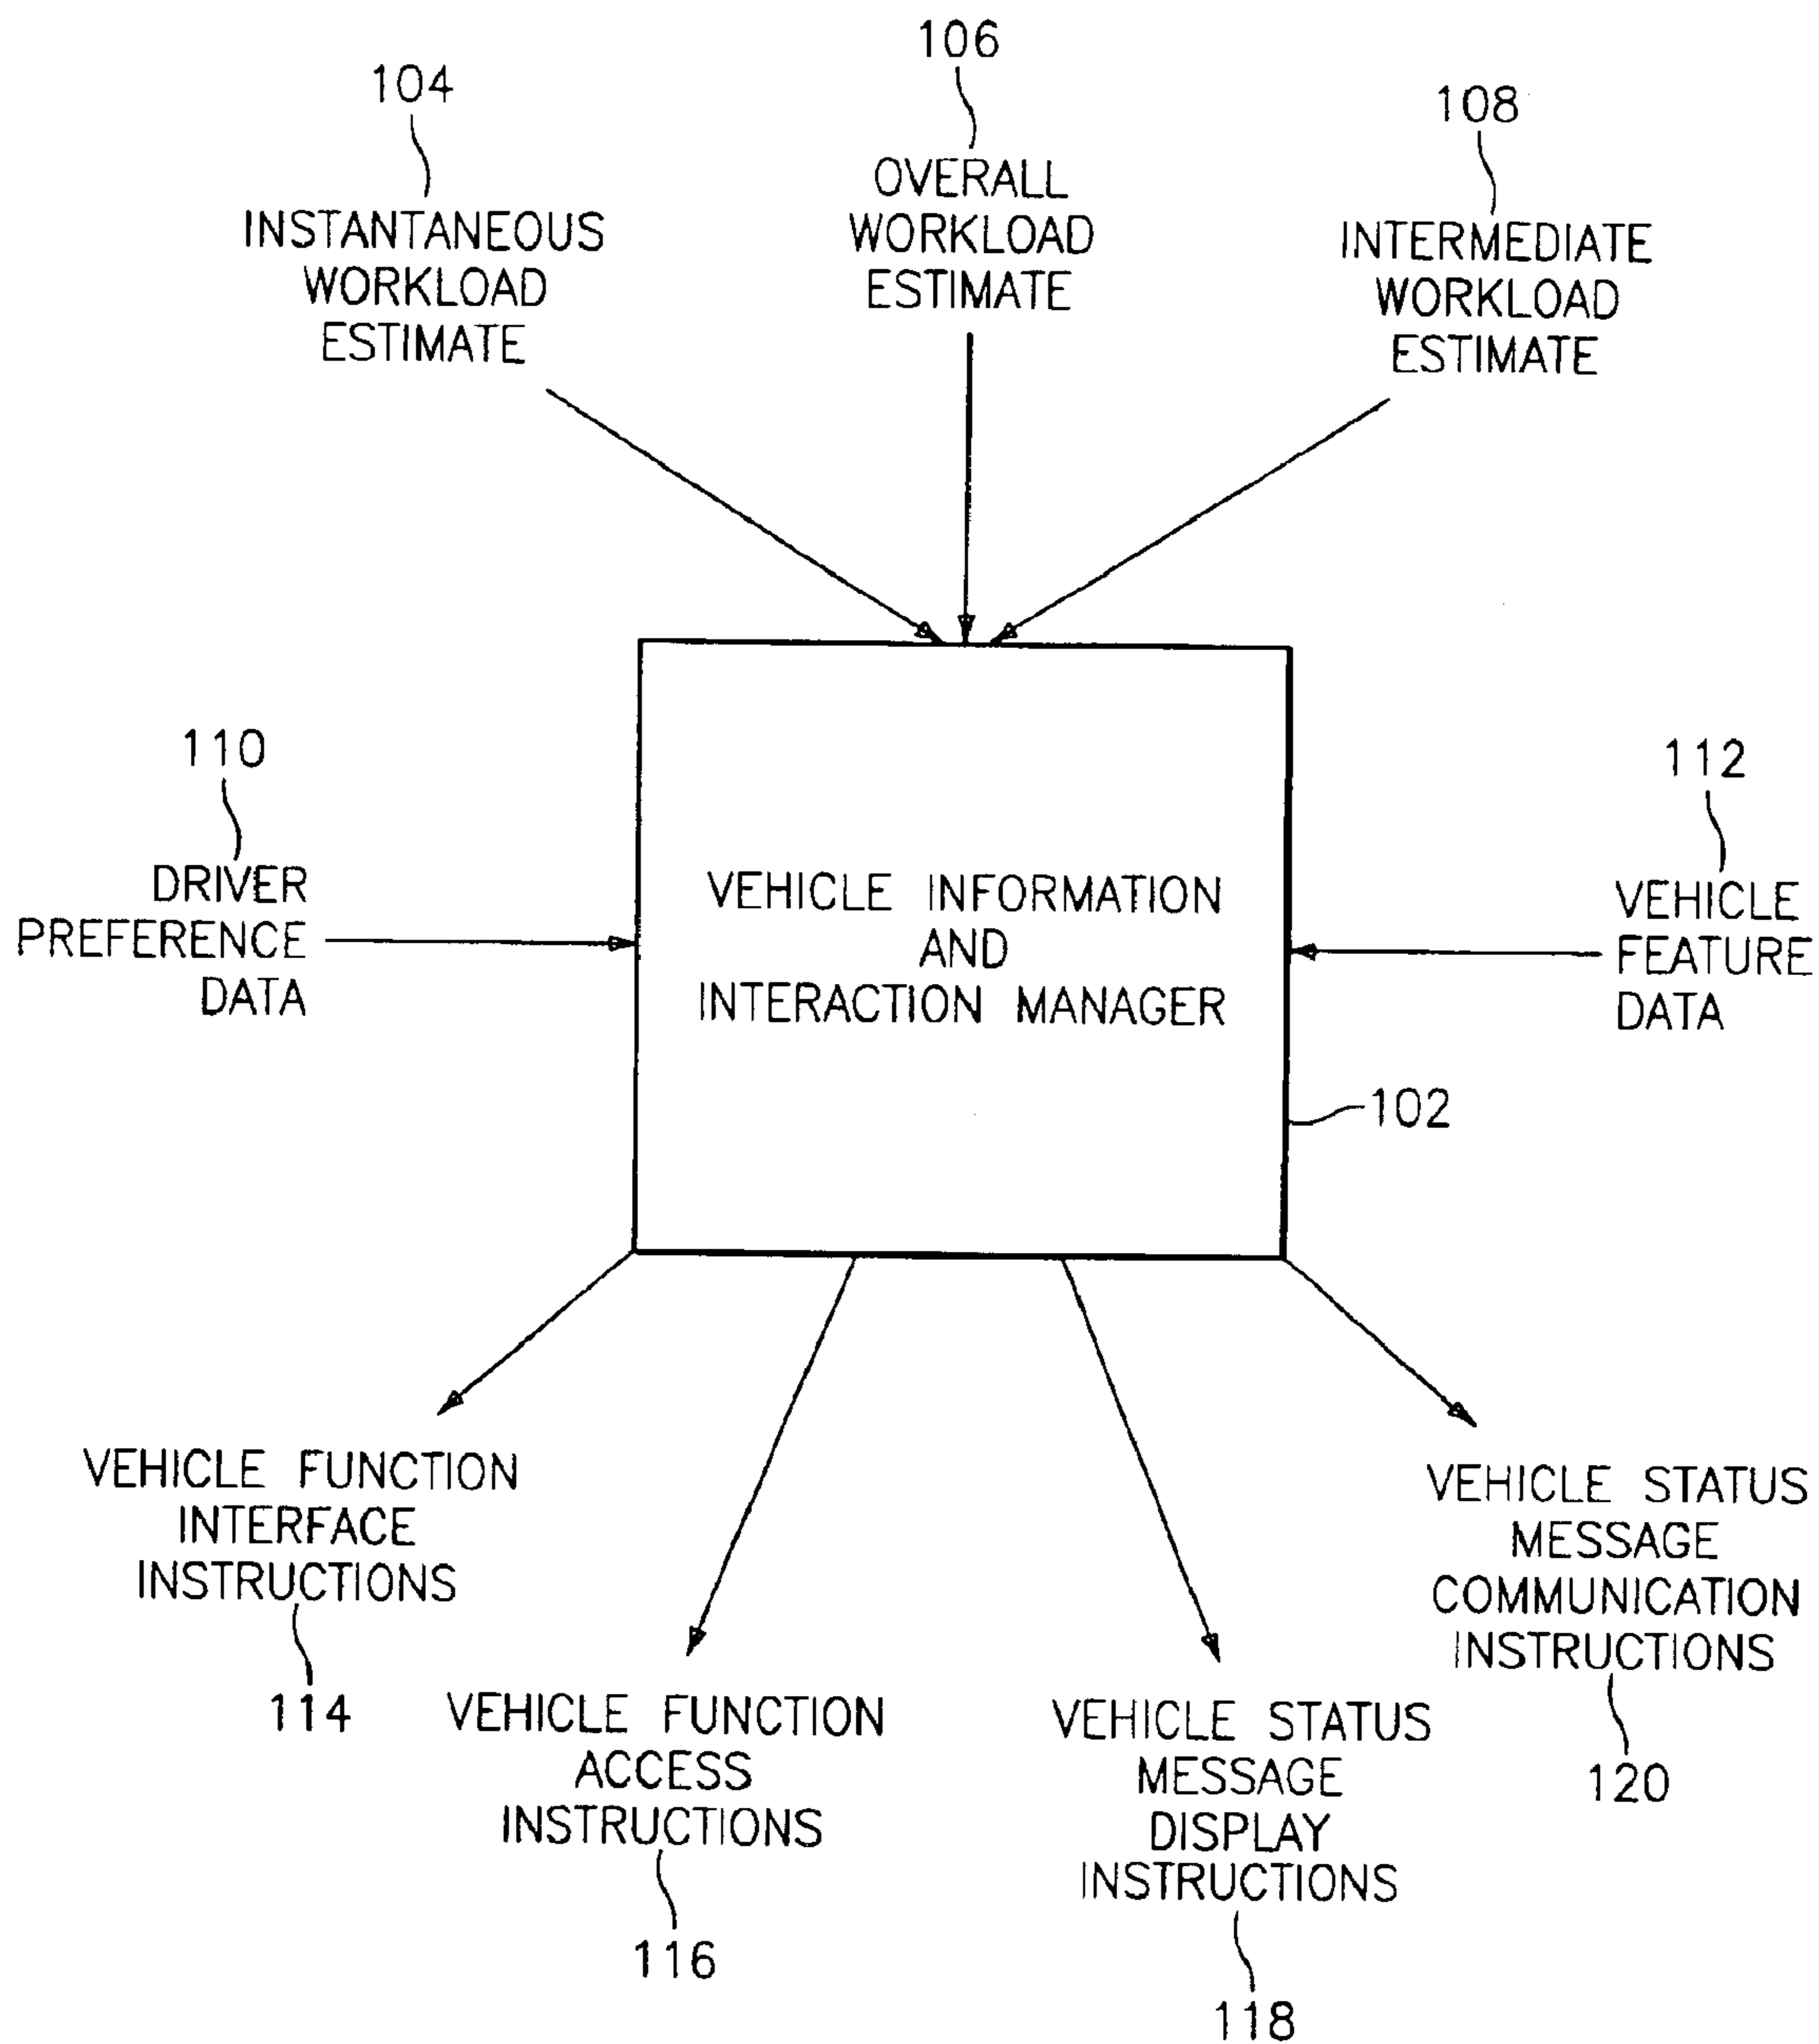 106
104
108
OVERALL
WORKLOAD
ESTIMATE
INSTANTANEOUS
WORKLOAD
ESTIMATE
INTERMEDIATE
WORKLOAD
ESTIMATE
110
DRIVER
PREFERENCE
DATA
VEHICLE INFORMATION
AND
INTERACTION MANAGER
112
VEHICLE
FEATURE
DATA
102
VEHICLE FUNCTION
INTERFACE
INSTRUCTIONS
114
VEHICLE FUNCTION
ACCESS
INSTRUCTIONS
116
VEHICLE STATUS
MESSAGE
DISPLAY
INSTRUCTIONS
118
VEHICLE STATUS
MESSAGE
COMMUNICATION
INSTRUCTIONS
120